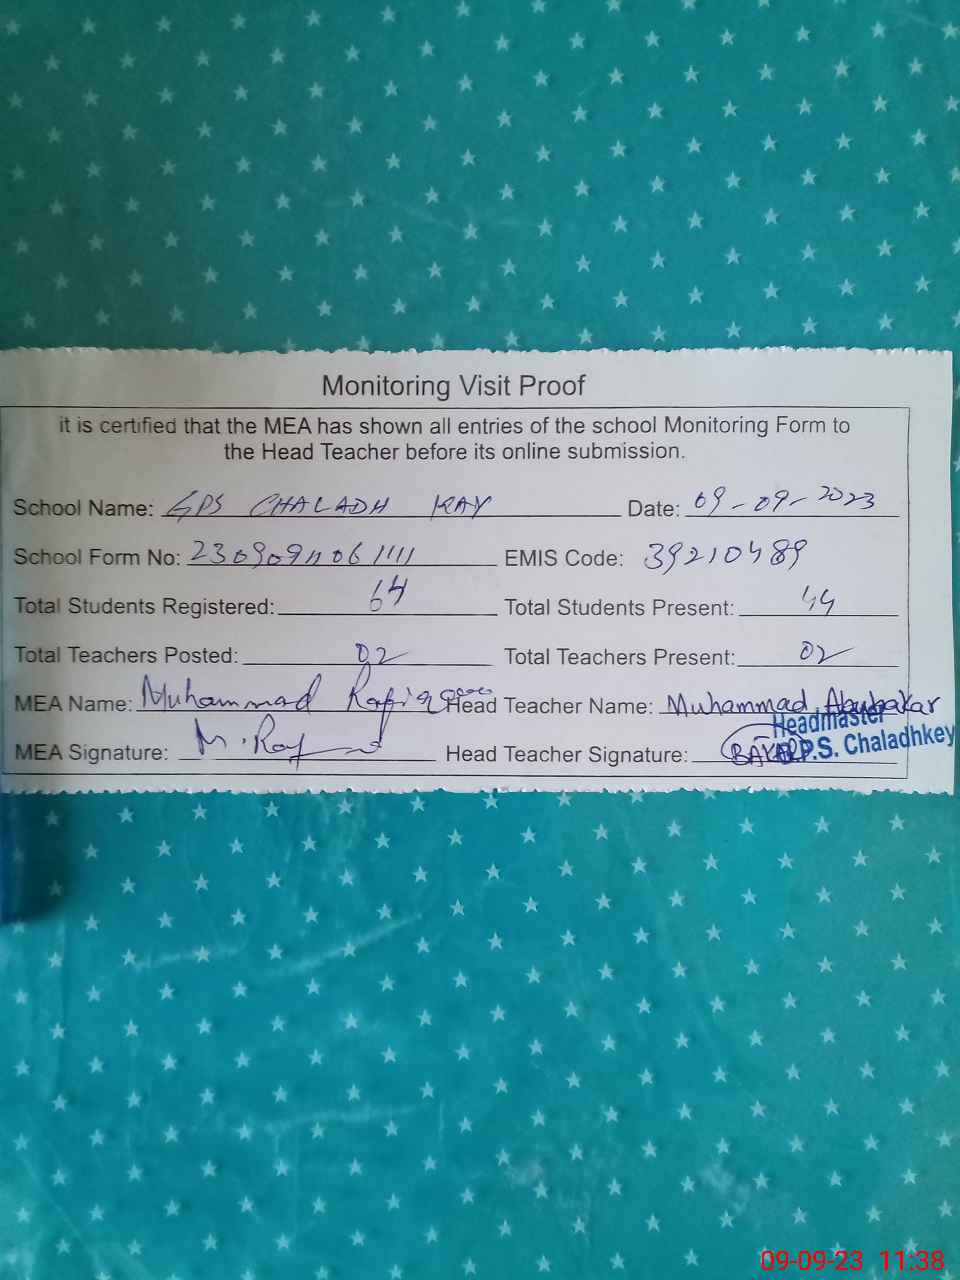 Monitoring Visit Proof
it is certified that the MEA has shown all entries of the school Monitoring Form to
the Head Teacher before its online submission.
School Name: GPS CHALADH KAY Date: 09-09-2023
School Form No: EMIS Code: 39210489
Total Students Registered: 64 Total Students Present: 44
Total Teachers Posted: 02 Total Teachers Present: 02
MEA Name: Muhammad Rafiq Head Teacher Name: Muhammad Abubakar
Headmaster
MEA Signature: M. Raf Head Teacher Signature: P.S. Chaladhkey
09-09-23 11:38